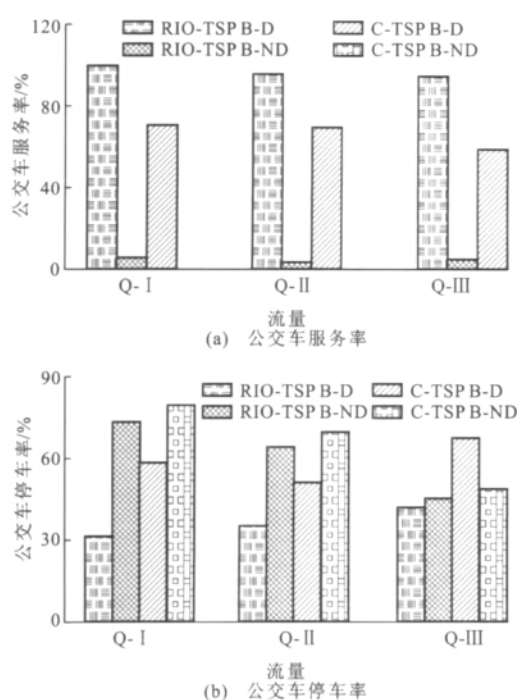 120
80
40
0
公交车服务率/%
RIO-TSP B-D
C-TSP B-D
RIO-TSP B-ND
C-TSP B-ND
Q-Ⅰ
Q-Ⅱ
Q-Ⅲ
流量
(a) 公交车服务率
90
60
30
0
公交车停车率/%
RIO-TSP B-D
C-TSP B-D
RIO-TSP B-ND
C-TSP B-ND
Q-Ⅰ
Q-Ⅱ
Q-Ⅲ
流量
(b) 公交车停车率